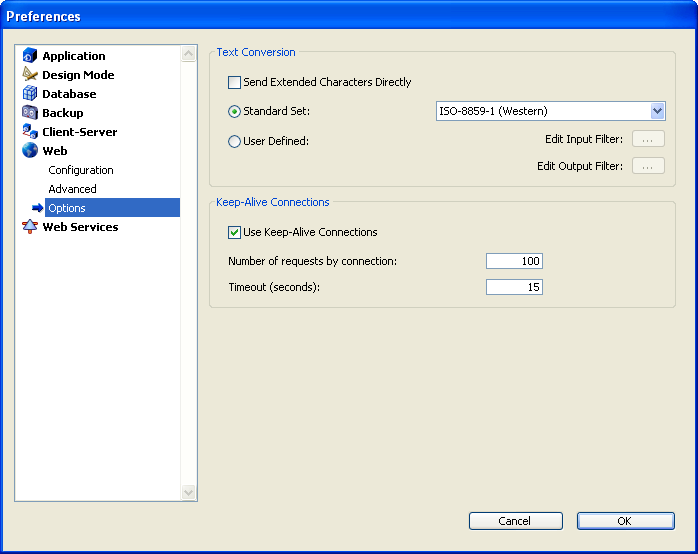 Preferences
Application
Design Mode
Database
Backup
Client-Server
Web
Configuration
Advanced
Options
Web Services
Text Conversion
Send Extended Characters Directly
Standard Set: ISO-8859-1 (Western)
User Defined: Edit Input Filter: ...
Edit Output Filter: ...
Keep-Alive Connections
Use Keep-Alive Connections
Number of requests by connection: 100
Timeout (seconds): 15
Cancel OK